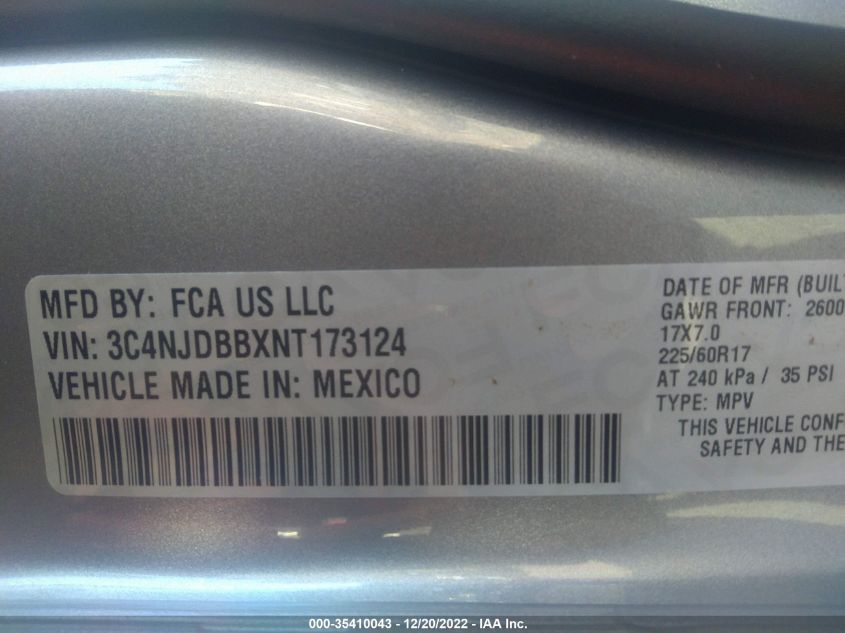 MFD BY: FCA US LLC
VIN: 3C4NJDBBXNT173124
VEHICLE MADE IN: MEXICO
DATE OF MFR (BUILT
GAWR FRONT: 2600
17X7.0
225/60R17
AT 240 kPa / 35 PSI
TYPE: MPV
THIS VEHICLE CONF
SAFETY AND THE
000-35410043 - 12/20/2022 - IAA Inc.